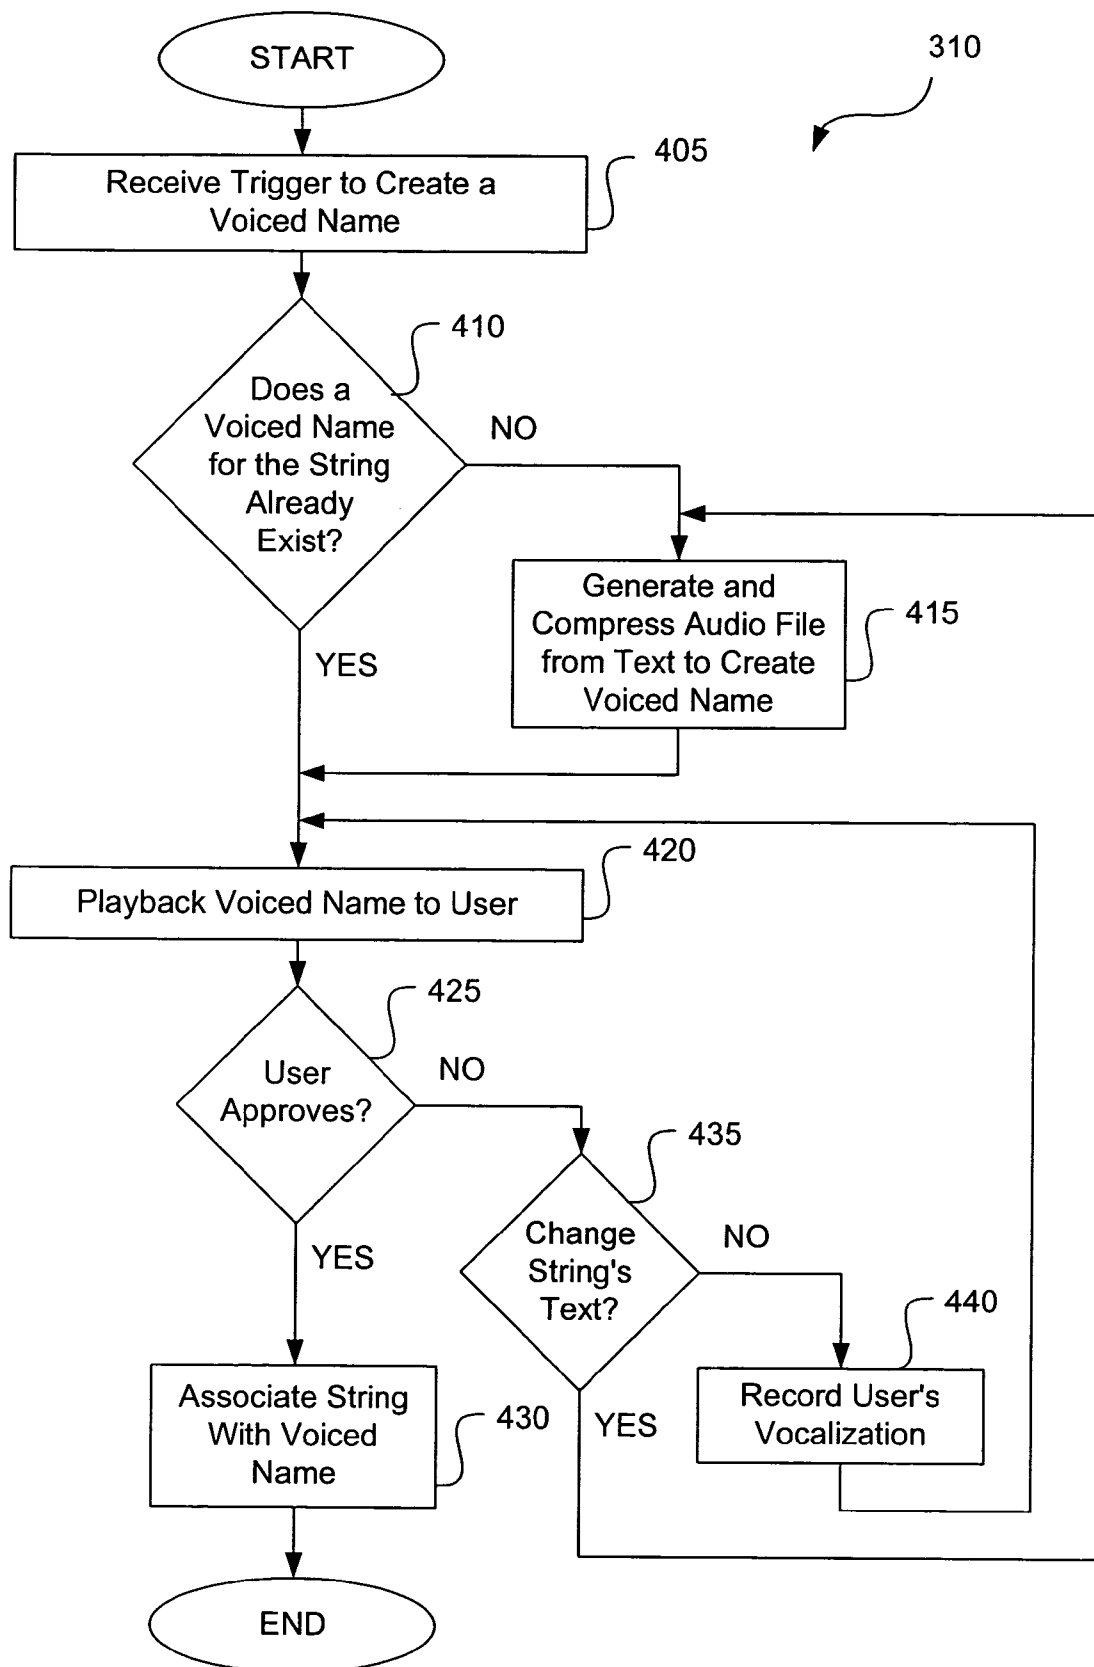 START
310
405
Receive Trigger to Create a
Voiced Name
410
Does a
Voiced Name
for the String
Already
Exist?
NO
YES
Generate and
Compress Audio File
from Text to Create
Voiced Name
415
420
Playback Voiced Name to User
425
User
Approves?
NO
YES
435
Change
String's
Text?
NO
YES
440
Record User's
Vocalization
Associate String
With Voiced
Name
430
END